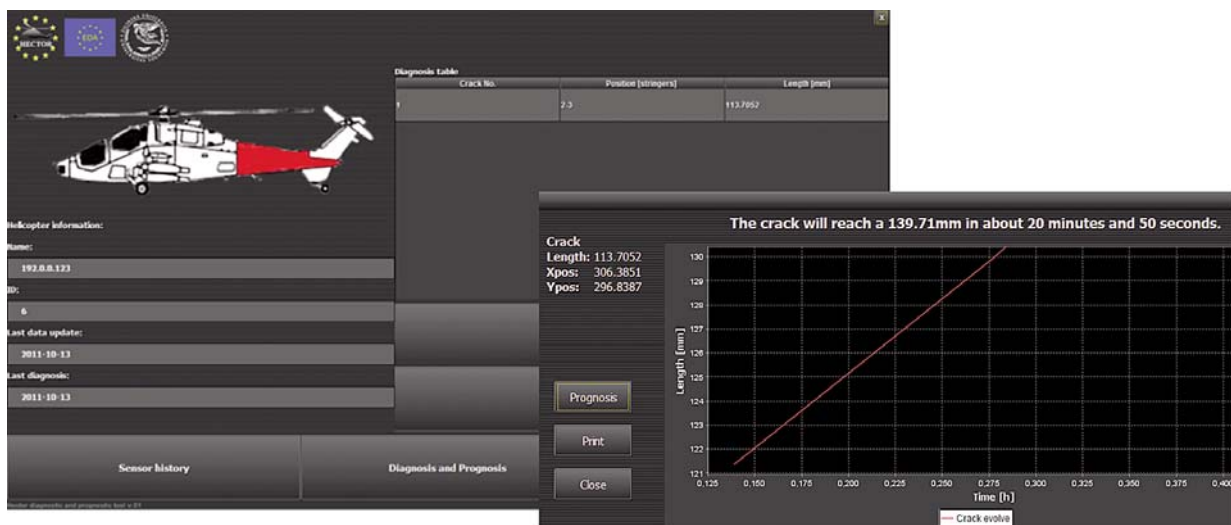 HECTOR
EDA
x
Diagnosis table
Crack No.
Position [stringers]
Length [mm]
1
2-3
113.7052
Helicopter information:
Name:
192.0.0.123
ID:
6
Last data update:
2011-10-13
Last diagnosis:
2011-10-13
Sensor history
Diagnosis and Prognosis
The crack will reach a 139.71mm in about 20 minutes and 50 seconds.
Crack
Length: 113.7052
Xpos: 306.3851
Ypos: 296.8387
Prognosis
Print
Close
Length [mm]
130
129
128
127
126
125
124
123
122
121
0,125 0,150 0,175 0,200 0,225 0,250 0,275 0,300 0,325 0,350 0,375 0,400
Time [h]
Crack evolve